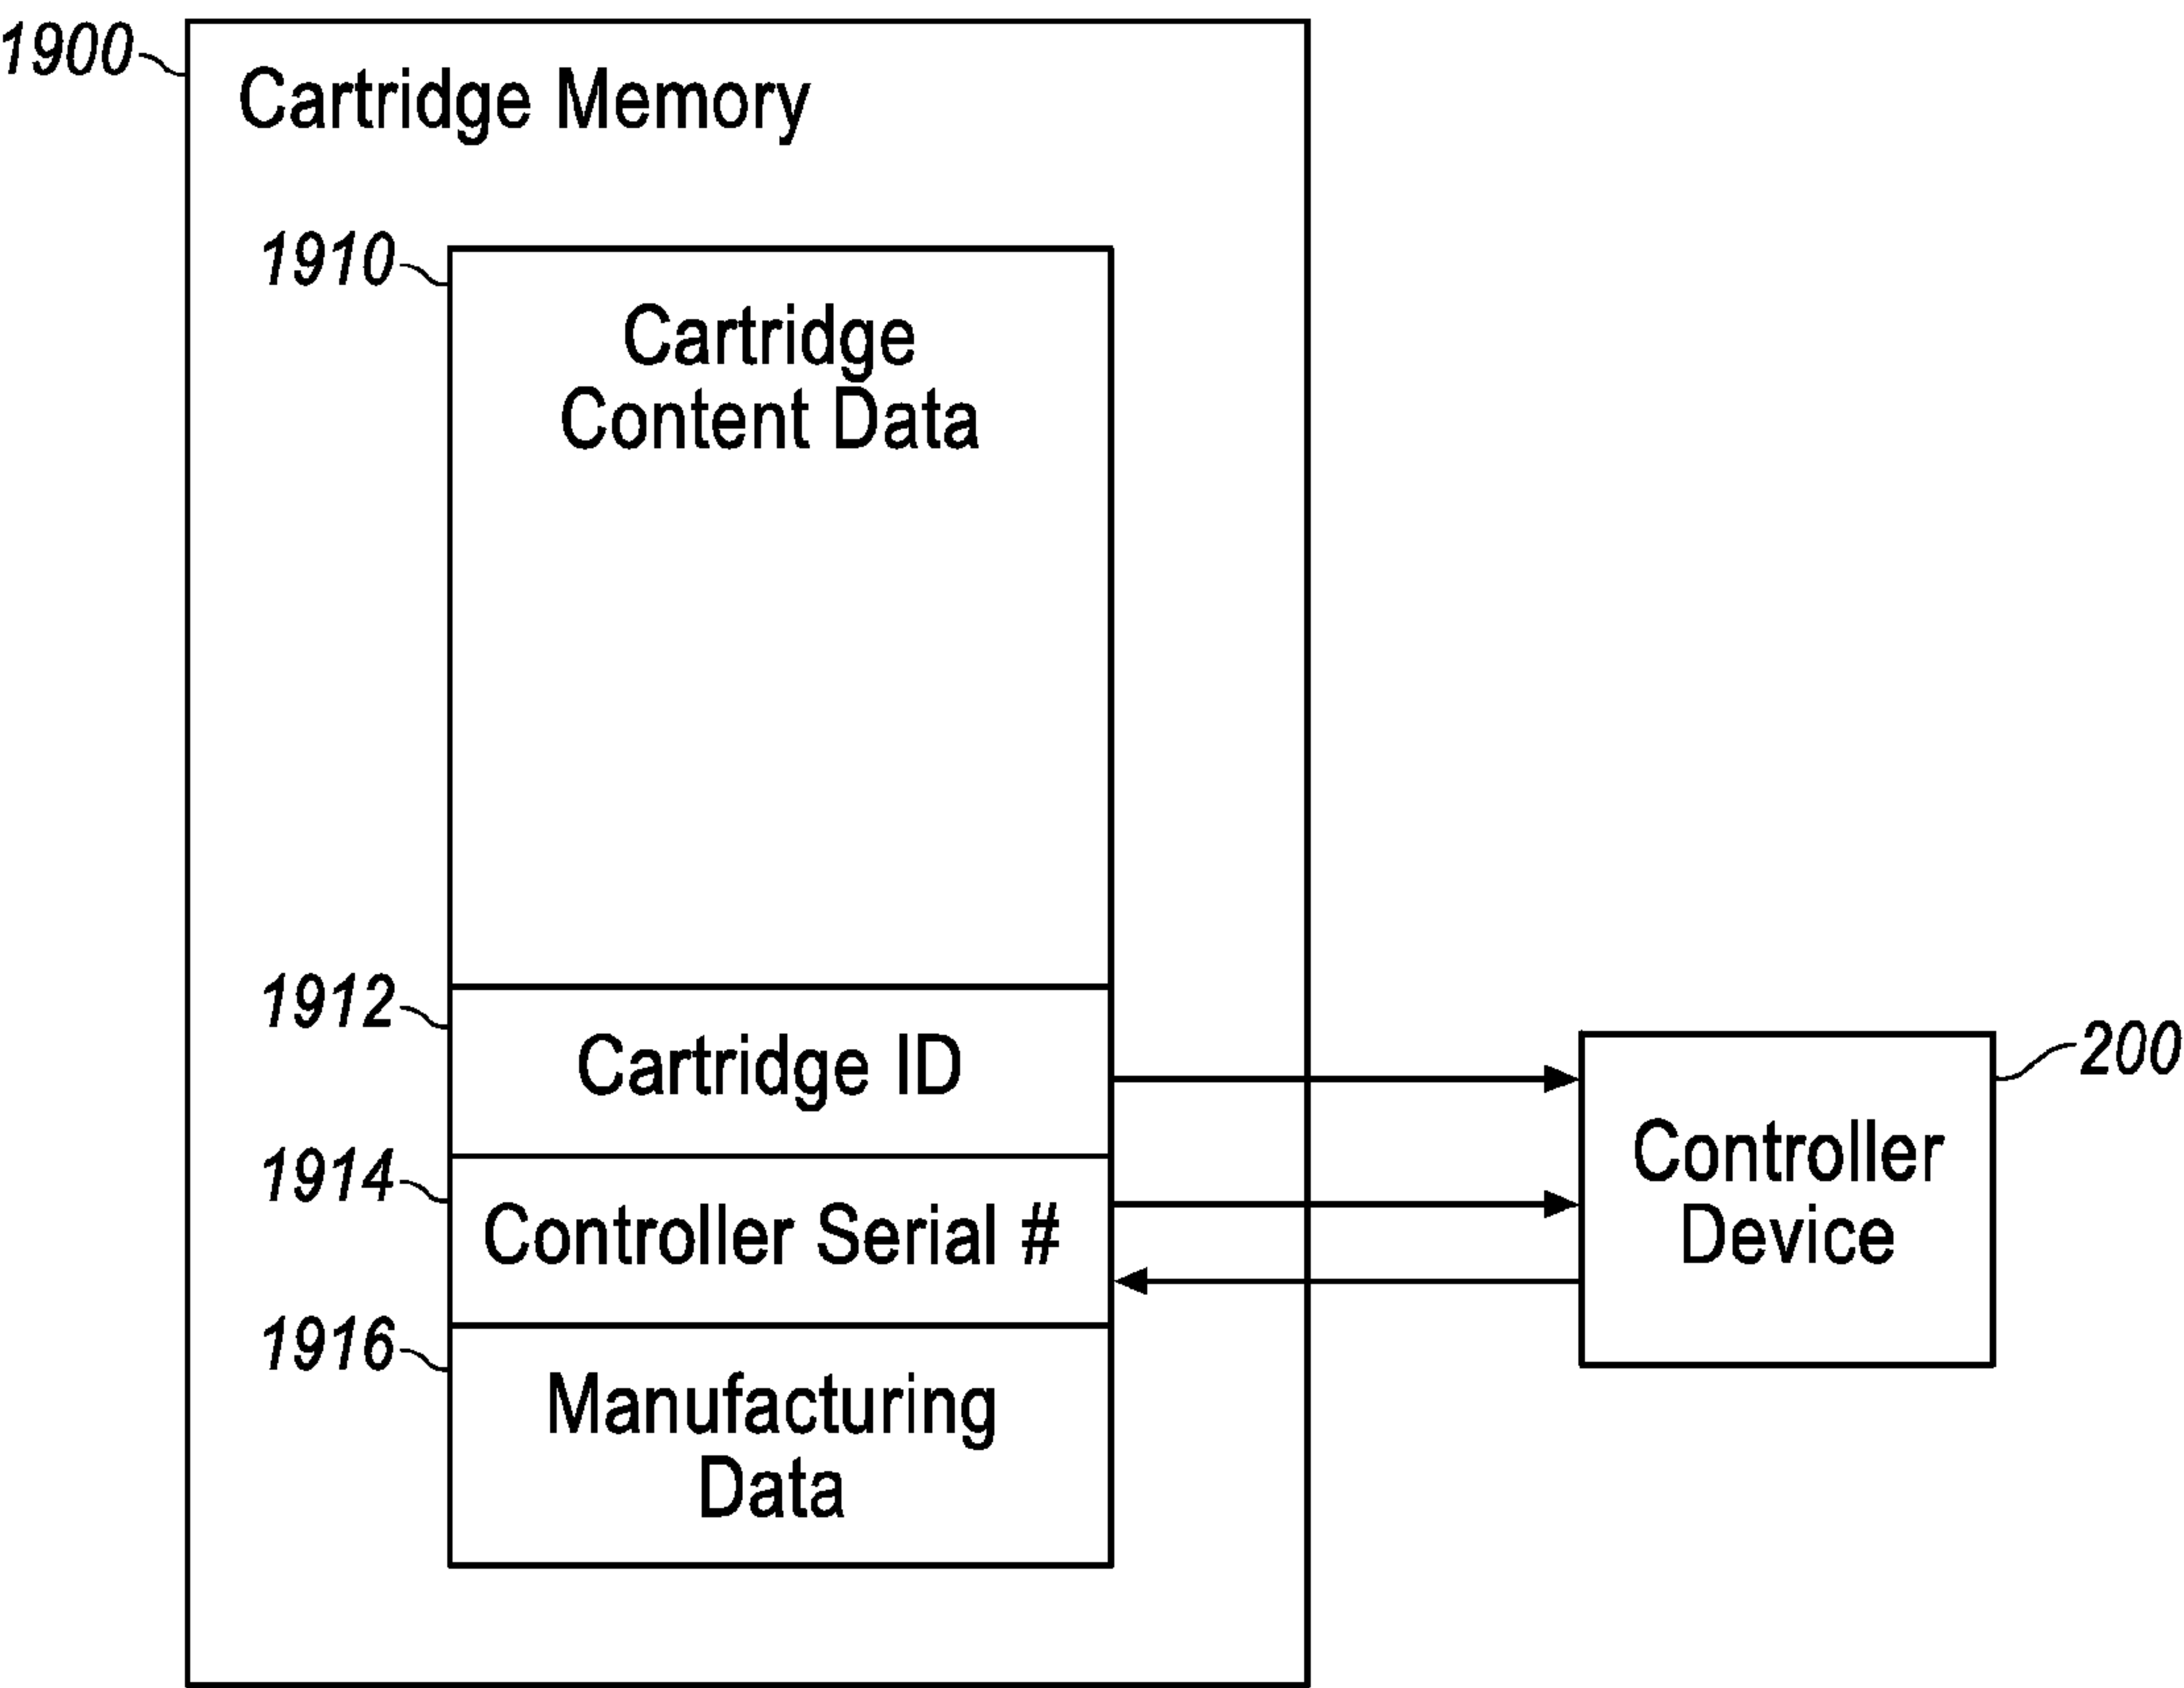 1900
Cartridge Memory
1910
Cartridge
Content Data
1912
Cartridge ID
1914
Controller Serial #
1916
Manufacturing
Data
200
Controller
Device